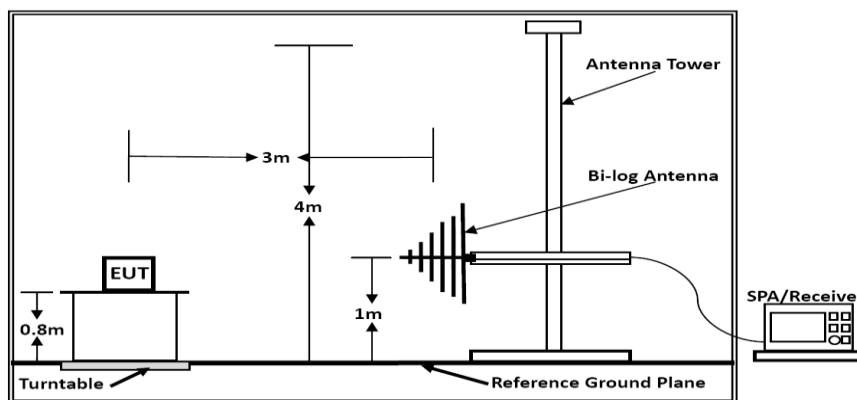 Antenna Tower
3m
Bi-log Antenna
4m
EUT
SPA/Receive
0.8m
1m
Turntable
Reference Ground Plane